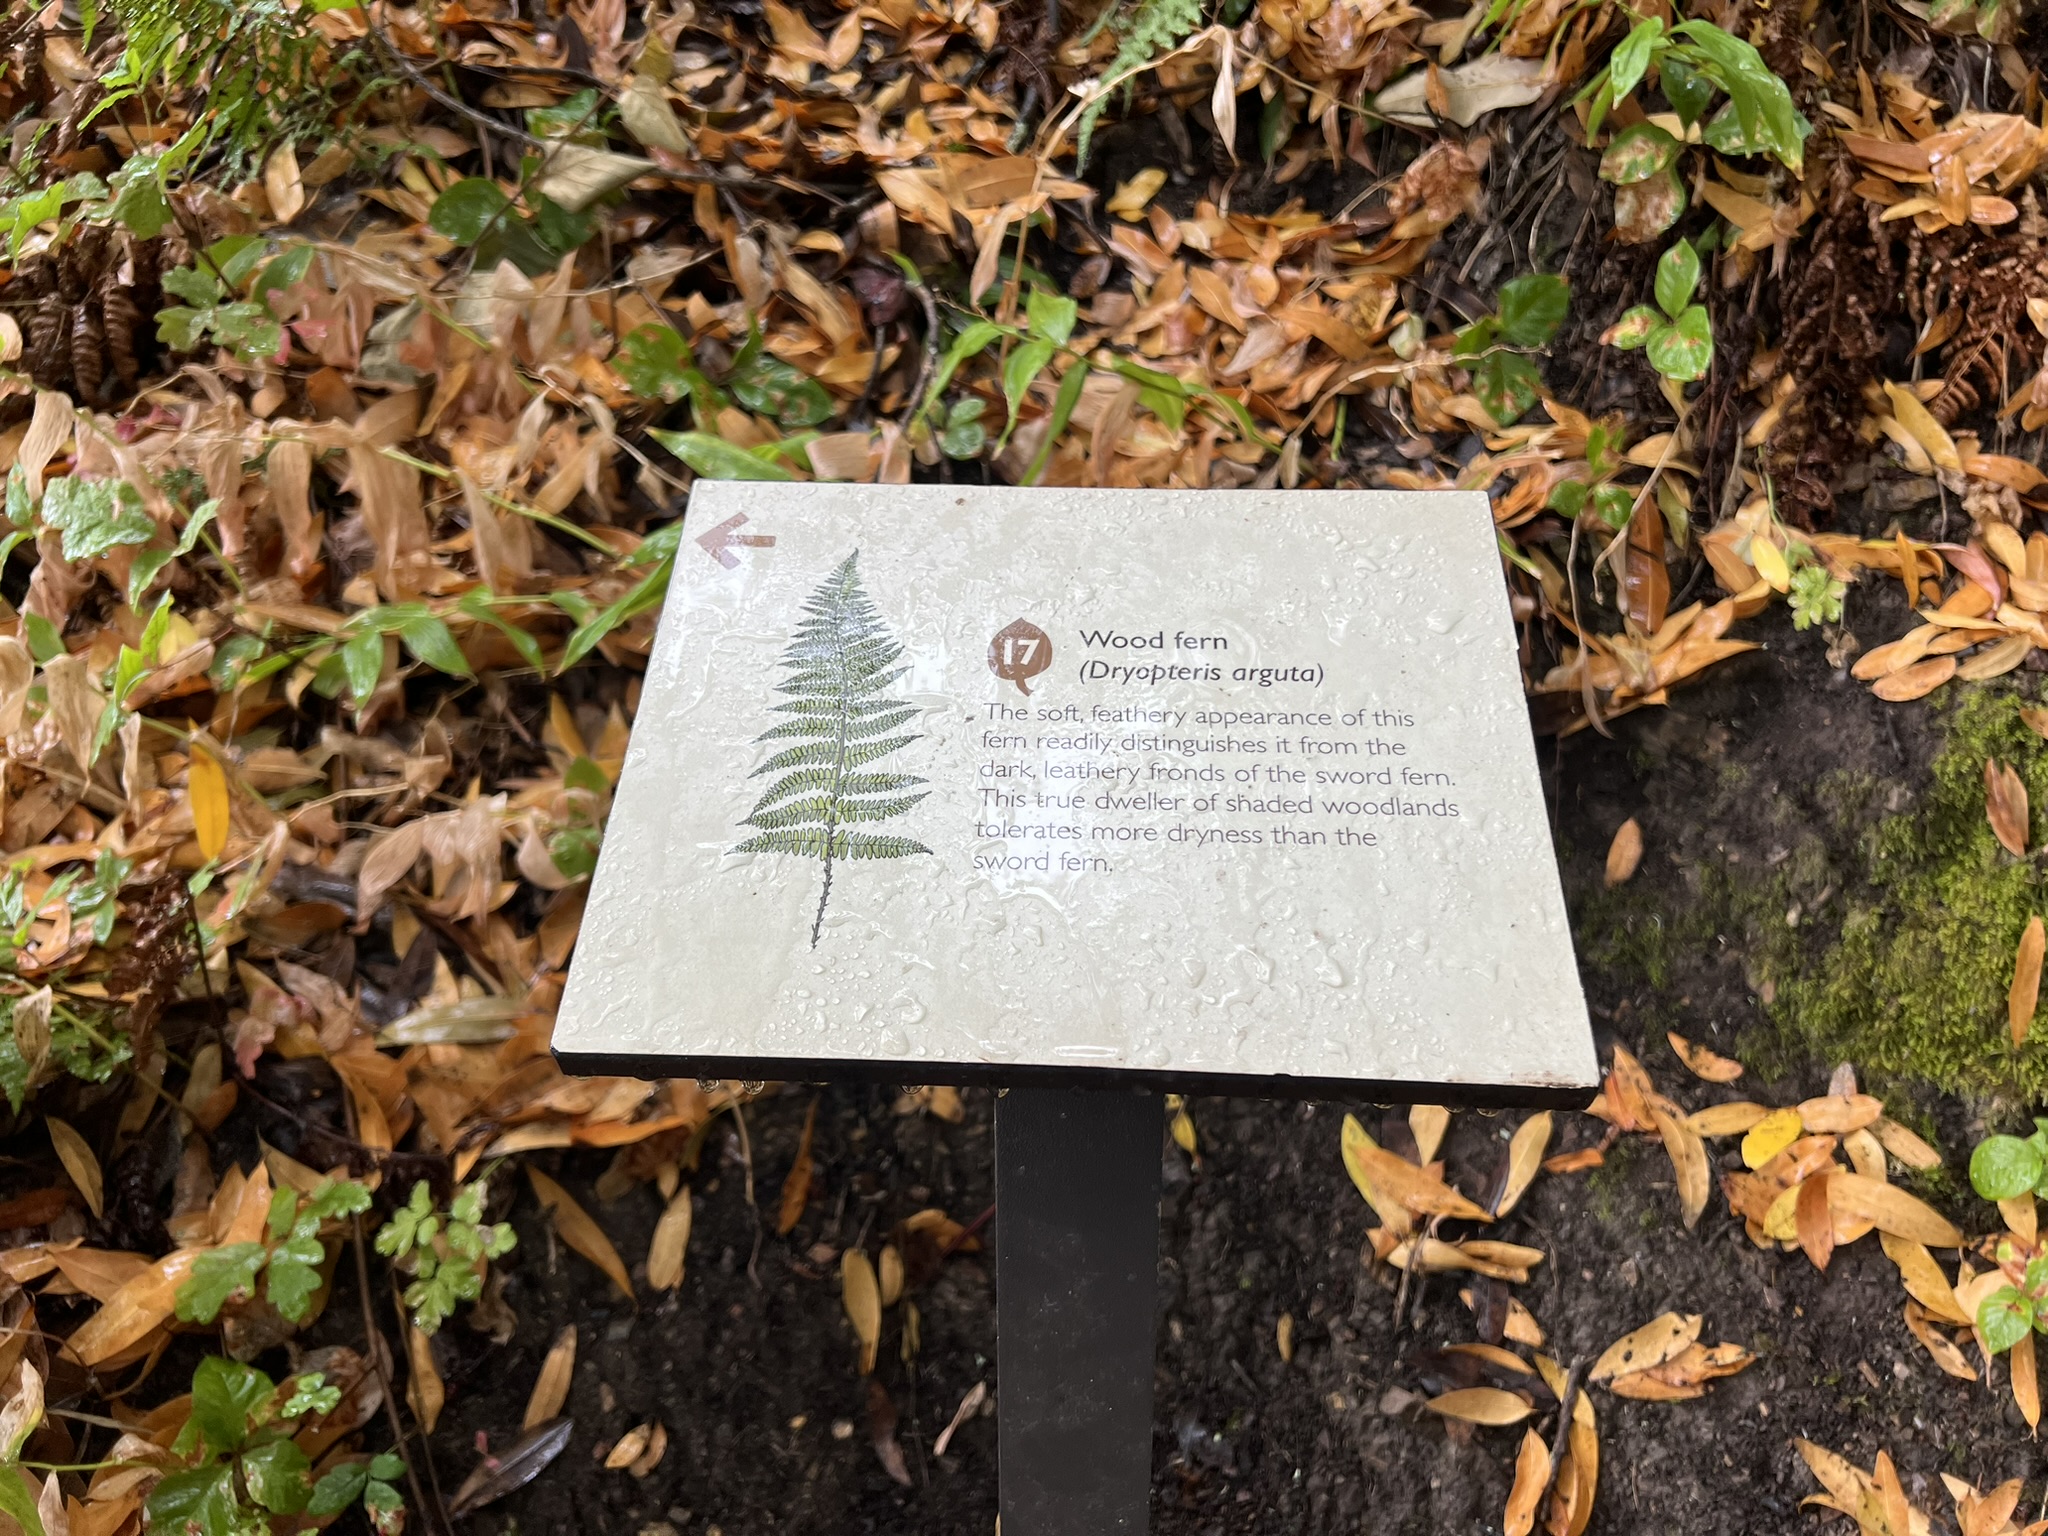 17
Wood fern
(Dryopteris arguta)
The soft, feathery appearance of this
fern readily distinguishes it from the
dark, leathery fronds of the sword fern.
This true dweller of shaded woodlands
tolerates more dryness than the
sword fern.